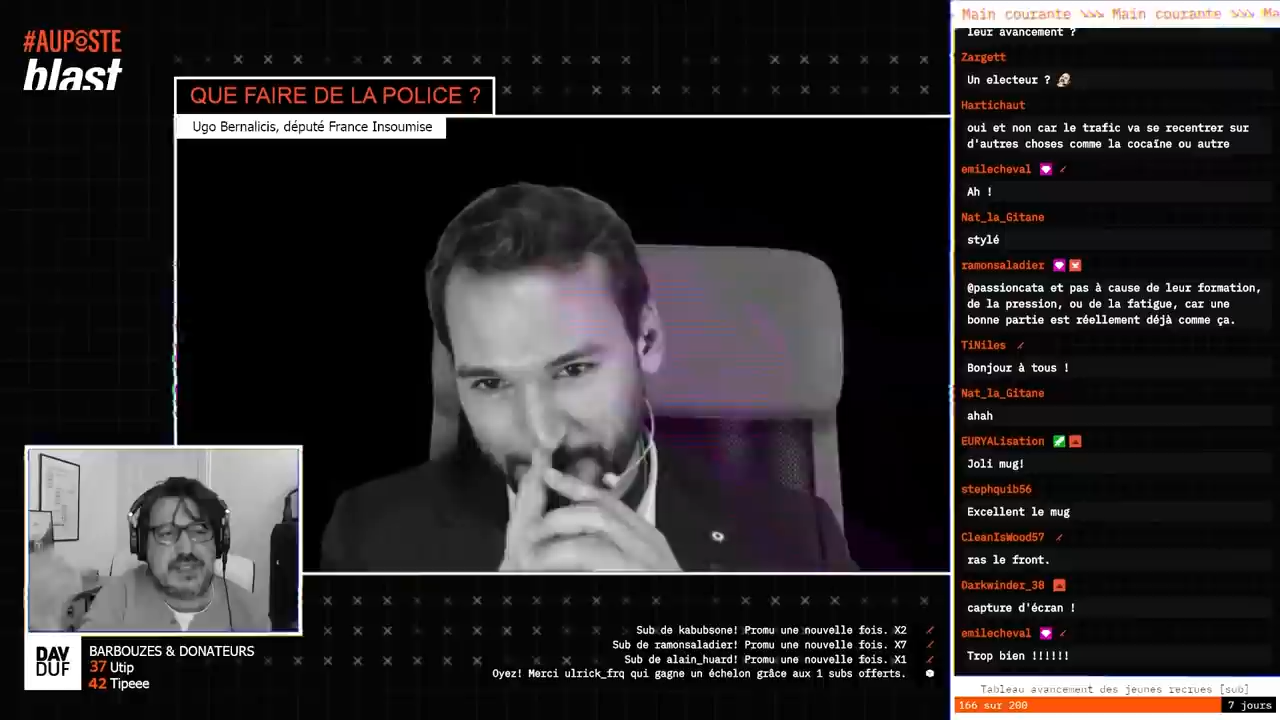 #AUPOSTE
blast
QUE FAIRE DE LA POLICE ?
Ugo Bernalicis, député France Insoumise
DAV
DUF
BARBOUZES & DONATEURS
37 Utip
42 Tipeee
Sub de kabubsone! Promu une nouvelle fois. X2
Sub de ramonsaladier! Promu une nouvelle fois. X7
Sub de alain_huard! Promu une nouvelle fois. X1
Oyez! Merci ulrick_frq qui gagne un échelon grâce aux 1 subs offerts.
Main courante >>> Main courante >>> Ma
leur avancement ?
Zargett
Un electeur ?
Hartichaut
oui et non car le trafic va se recentrer sur
d'autres choses comme la cocaïne ou autre
emilecheval
Ah !
Nat_la_Gitane
stylé
ramonsaladier
@passioncata et pas à cause de leur formation,
de la pression, ou de la fatigue, car une
bonne partie est réellement déjà comme ça.
TiNiles
Bonjour à tous !
Nat_la_Gitane
ahah
EURYALisation
Joli mug!
stephquib56
Excellent le mug
CleanIsWood57
ras le front.
Darkwinder_38
capture d'écran !
emilecheval
Trop bien !!!!!!
Tableau avancement des jeunes recrues [sub]
166 sur 200
7 jours